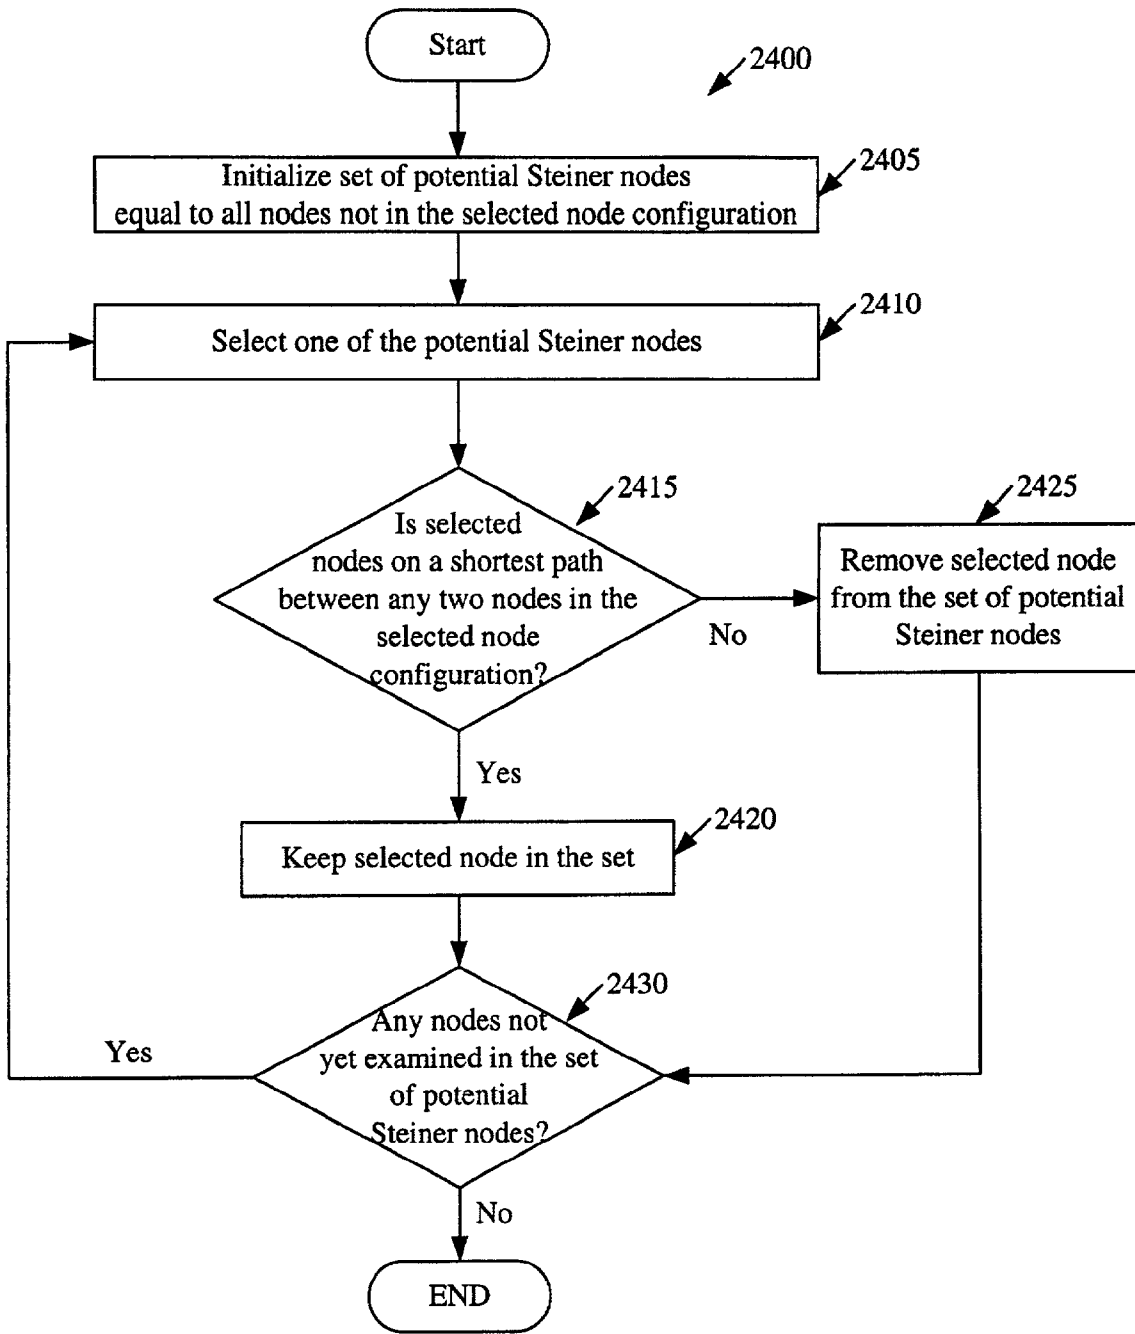 Start
2400
2405
Initialize set of potential Steiner nodes
equal to all nodes not in the selected node configuration
2410
Select one of the potential Steiner nodes
2415
Is selected
nodes on a shortest path
between any two nodes in the
selected node
configuration?
No
2425
Remove selected node
from the set of potential
Steiner nodes
Yes
2420
Keep selected node in the set
2430
Any nodes not
yet examined in the set
of potential
Steiner nodes?
Yes
No
END